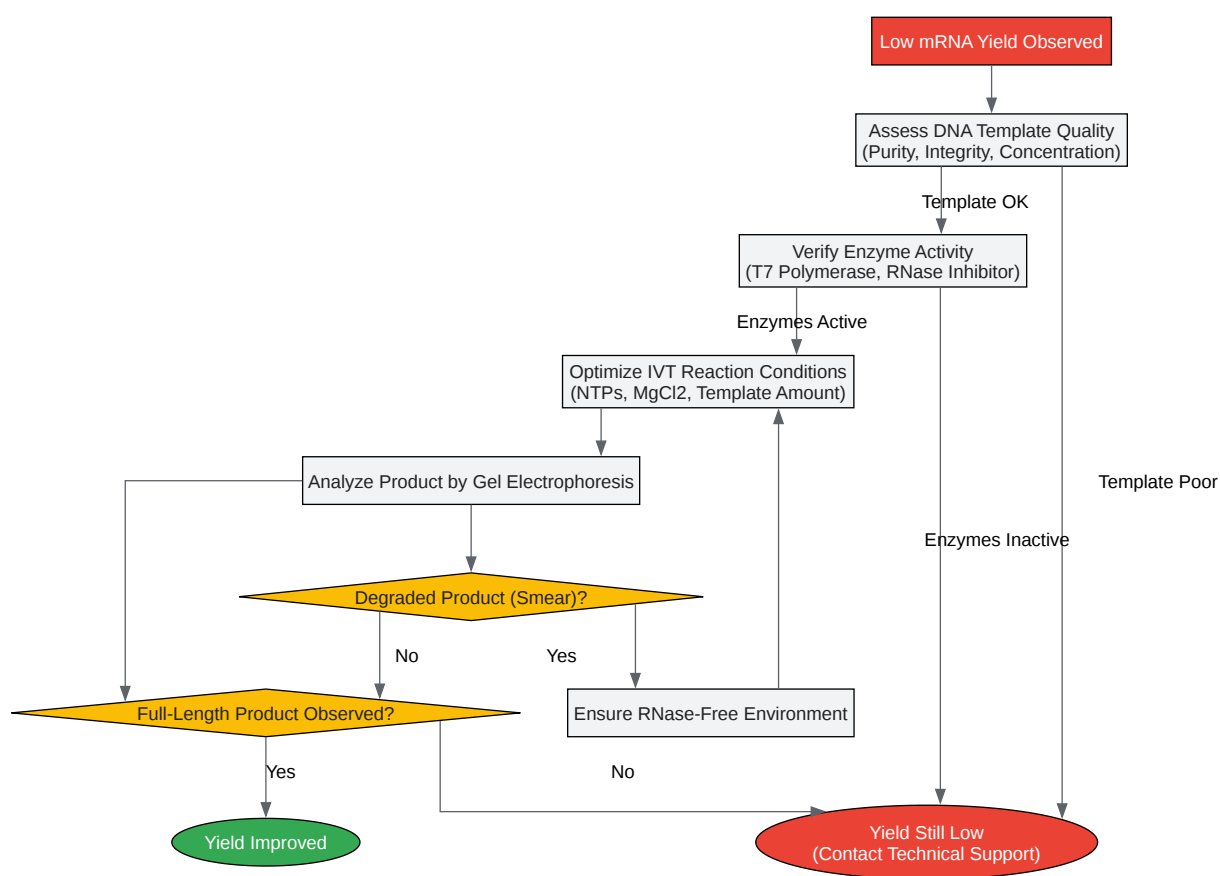 Low mRNA Yield Observed
Assess DNA Template Quality
(Purity, Integrity, Concentration)
Template OK
Verify Enzyme Activity
(T7 Polymerase, RNase Inhibitor)
Enzymes Active
Optimize IVT Reaction Conditions
(NTPs, MgCl2, Template Amount)
Analyze Product by Gel Electrophoresis
Template Poor
Enzymes Inactive
Degraded Product (Smear)?
No
Yes
Full-Length Product Observed?
Ensure RNase-Free Environment
Yes
No
Yield Improved
Yield Still Low
(Contact Technical Support)